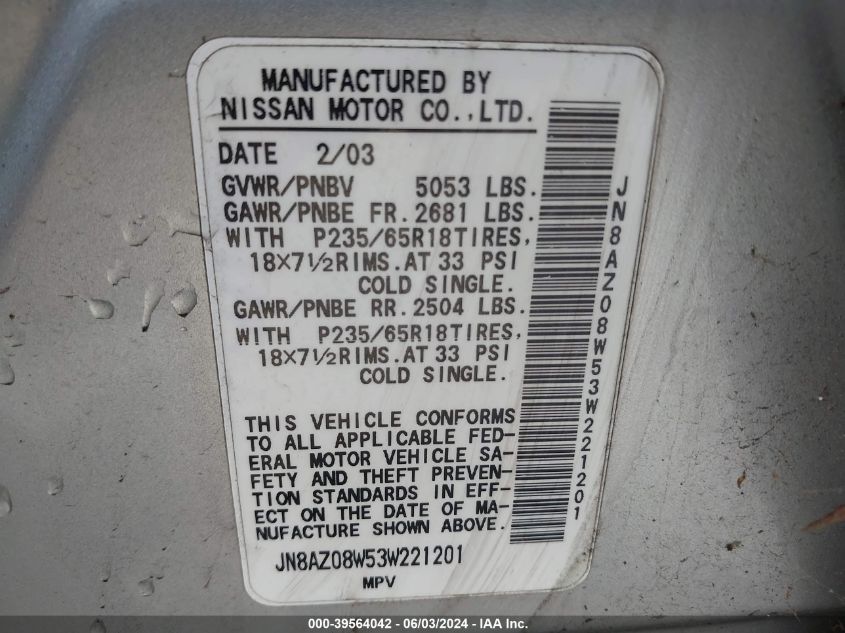 MANUFACTURED BY
NISSAN MOTOR CO.,LTD.
DATE 2/03
GVWR/PNBV 5053 LBS.
GAWR/PNBE FR.2681 LBS.
WITH P235/65R18TIRES,
18X7½RIMS.AT 33 PSI
COLD SINGLE.
GAWR/PNBE RR.2504 LBS.
WITH P235/65R18TIRES,
18X7½RIMS.AT 33 PSI
COLD SINGLE.
THIS VEHICLE CONFORMS
TO ALL APPLICABLE FED-
ERAL MOTOR VEHICLE SA-
FETY AND THEFT PREVEN-
TION STANDARDS IN EFF-
ECT ON THE DATE OF MA-
NUFACTURE SHOWN ABOVE.
JN8AZ08W53W221201
MPV
JN8AZ08W53W221201
000-39564042 - 06/03/2024 - IAA Inc.